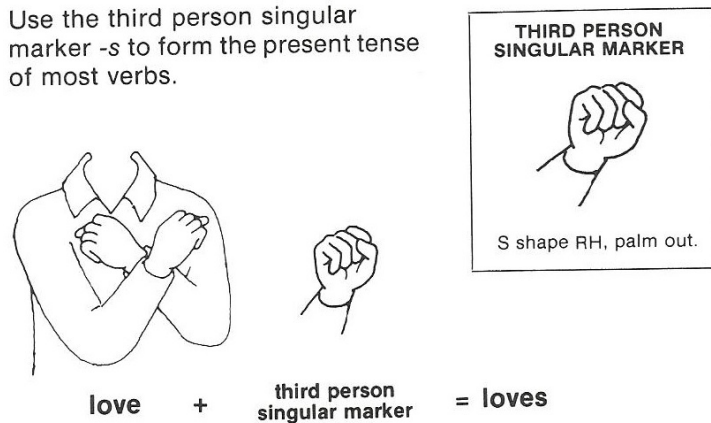 Use the third person singular
marker -s to form the present tense
of most verbs.
THIRD PERSON
SINGULAR MARKER
S shape RH, palm out.
love + third person singular marker = loves